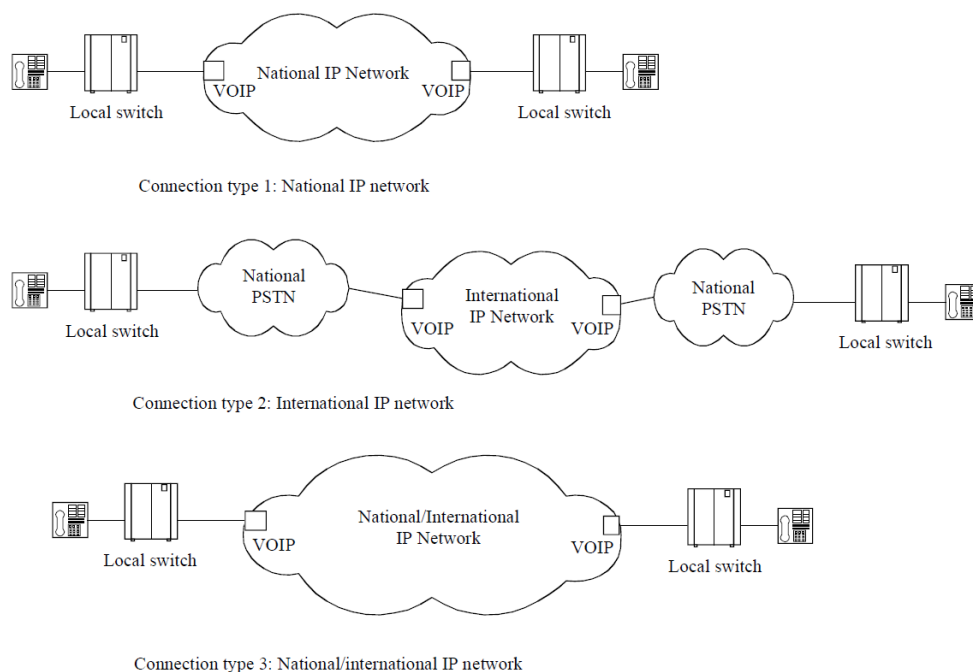 National IP Network
VOIP
VOIP
Local switch
Local switch
Connection type 1: National IP network
National
PSTN
International
IP Network
National
PSTN
VOIP
VOIP
Local switch
Local switch
Connection type 2: International IP network
National/International
IP Network
VOIP
VOIP
Local switch
Local switch
Connection type 3: National/international IP network